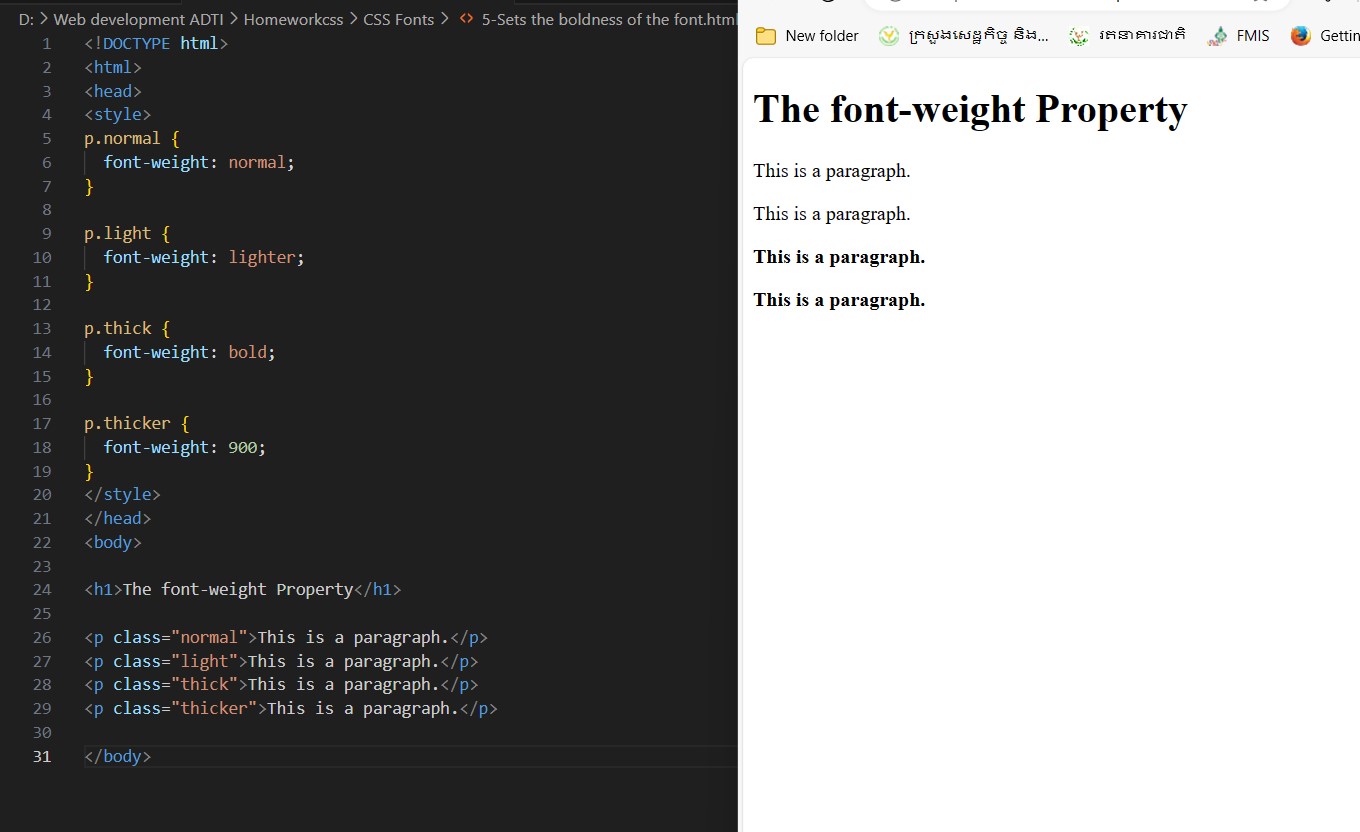 D: > Web development ADTI > Homeworkcss > CSS Fonts > <> 5-Sets the boldness of the font.html
1 <!DOCTYPE html>
2 <html>
3 <head>
4 <style>
5 p.normal {
6 font-weight: normal;
7 }
8
9 p.light {
10 font-weight: lighter;
11 }
12
13 p.thick {
14 font-weight: bold;
15 }
16
17 p.thicker {
18 font-weight: 900;
19 }
20 </style>
21 </head>
22 <body>
23
24 <h1>The font-weight Property</h1>
25
26 <p class="normal">This is a paragraph.</p>
27 <p class="light">This is a paragraph.</p>
28 <p class="thick">This is a paragraph.</p>
29 <p class="thicker">This is a paragraph.</p>
30
31 </body>
New folder ក្រសួងសេដ្ឋកិច្ច និង... រតនាគារជាតិ FMIS Gettin
The font-weight Property
This is a paragraph.
This is a paragraph.
This is a paragraph.
This is a paragraph.